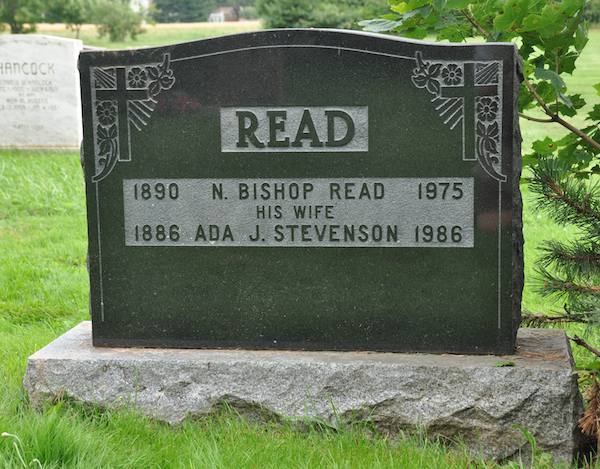 HANCOCK
READ
1890 N. BISHOP READ 1975
HIS WIFE
1886 ADA J. STEVENSON 1986